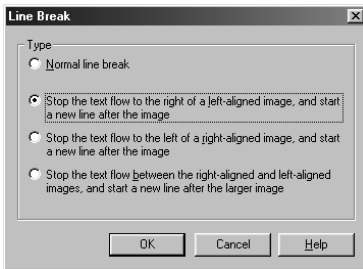 Line Break
Type
Normal line break
Stop the text flow to the right of a left-aligned image, and start
a new line after the image
Stop the text flow to the left of a right-aligned image, and start
a new line after the image
Stop the text flow between the right-aligned and left-aligned
images, and start a new line after the larger image
OK
Cancel
Help